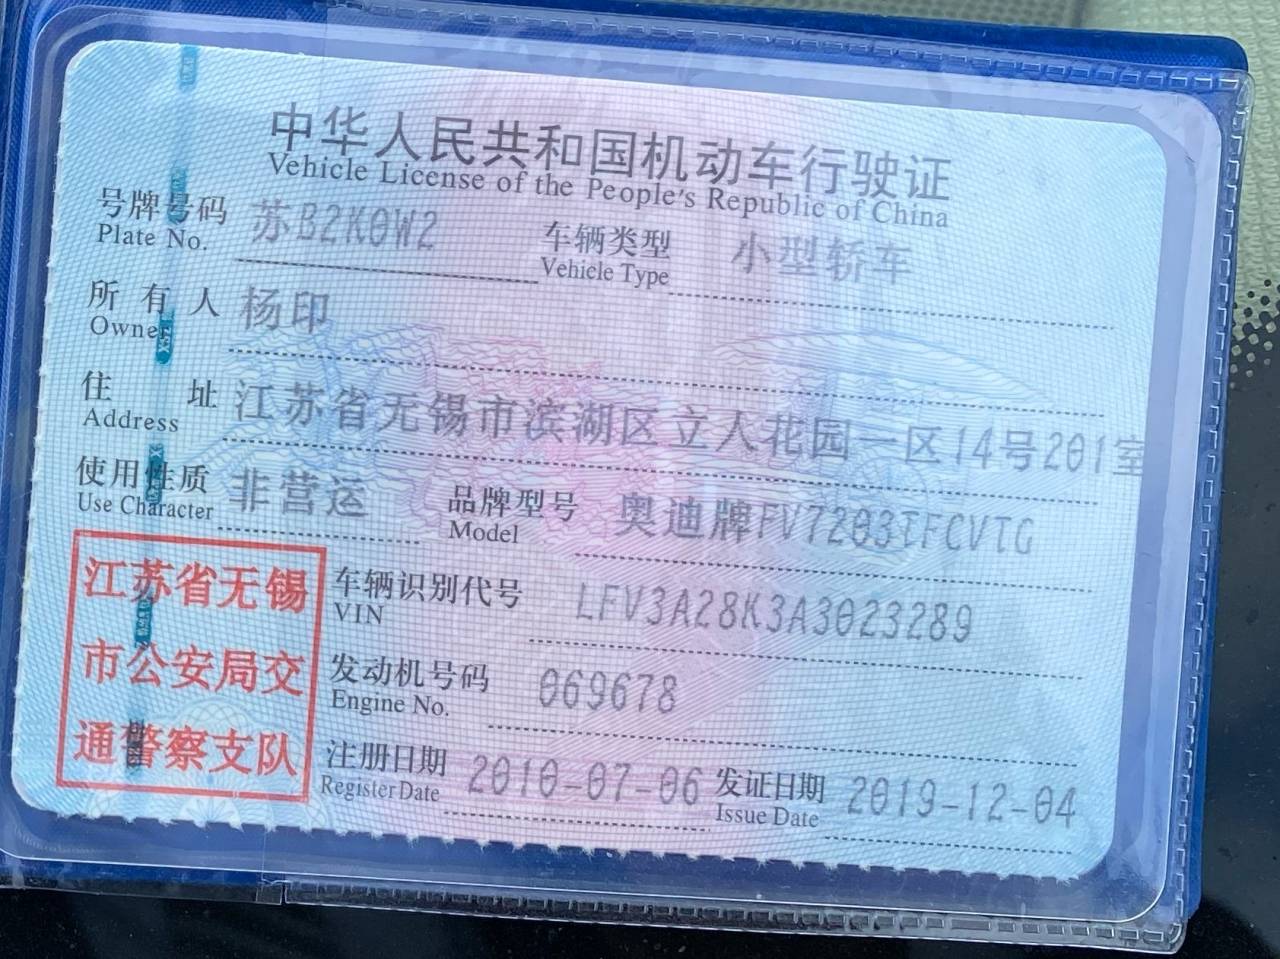 中华人民共和国机动车行驶证
Vehicle License of the People's Republic of China
号牌号码 苏B2K0W2 车辆类型 小型轿车
Plate No. Vehicle Type
所有人 杨印
Owner
住址 江苏省无锡市滨湖区立人花园一区14号201室
Address
使用性质 非营运 品牌型号 奥迪牌FV7203TFCVTG
Use Character Model
江苏省无锡
市公安局交
通警察支队
车辆识别代号 LFV3A28K3A3023289
VIN
发动机号码 069678
Engine No.
注册日期 2010-07-06 发证日期 2019-12-04
Register Date Issue Date